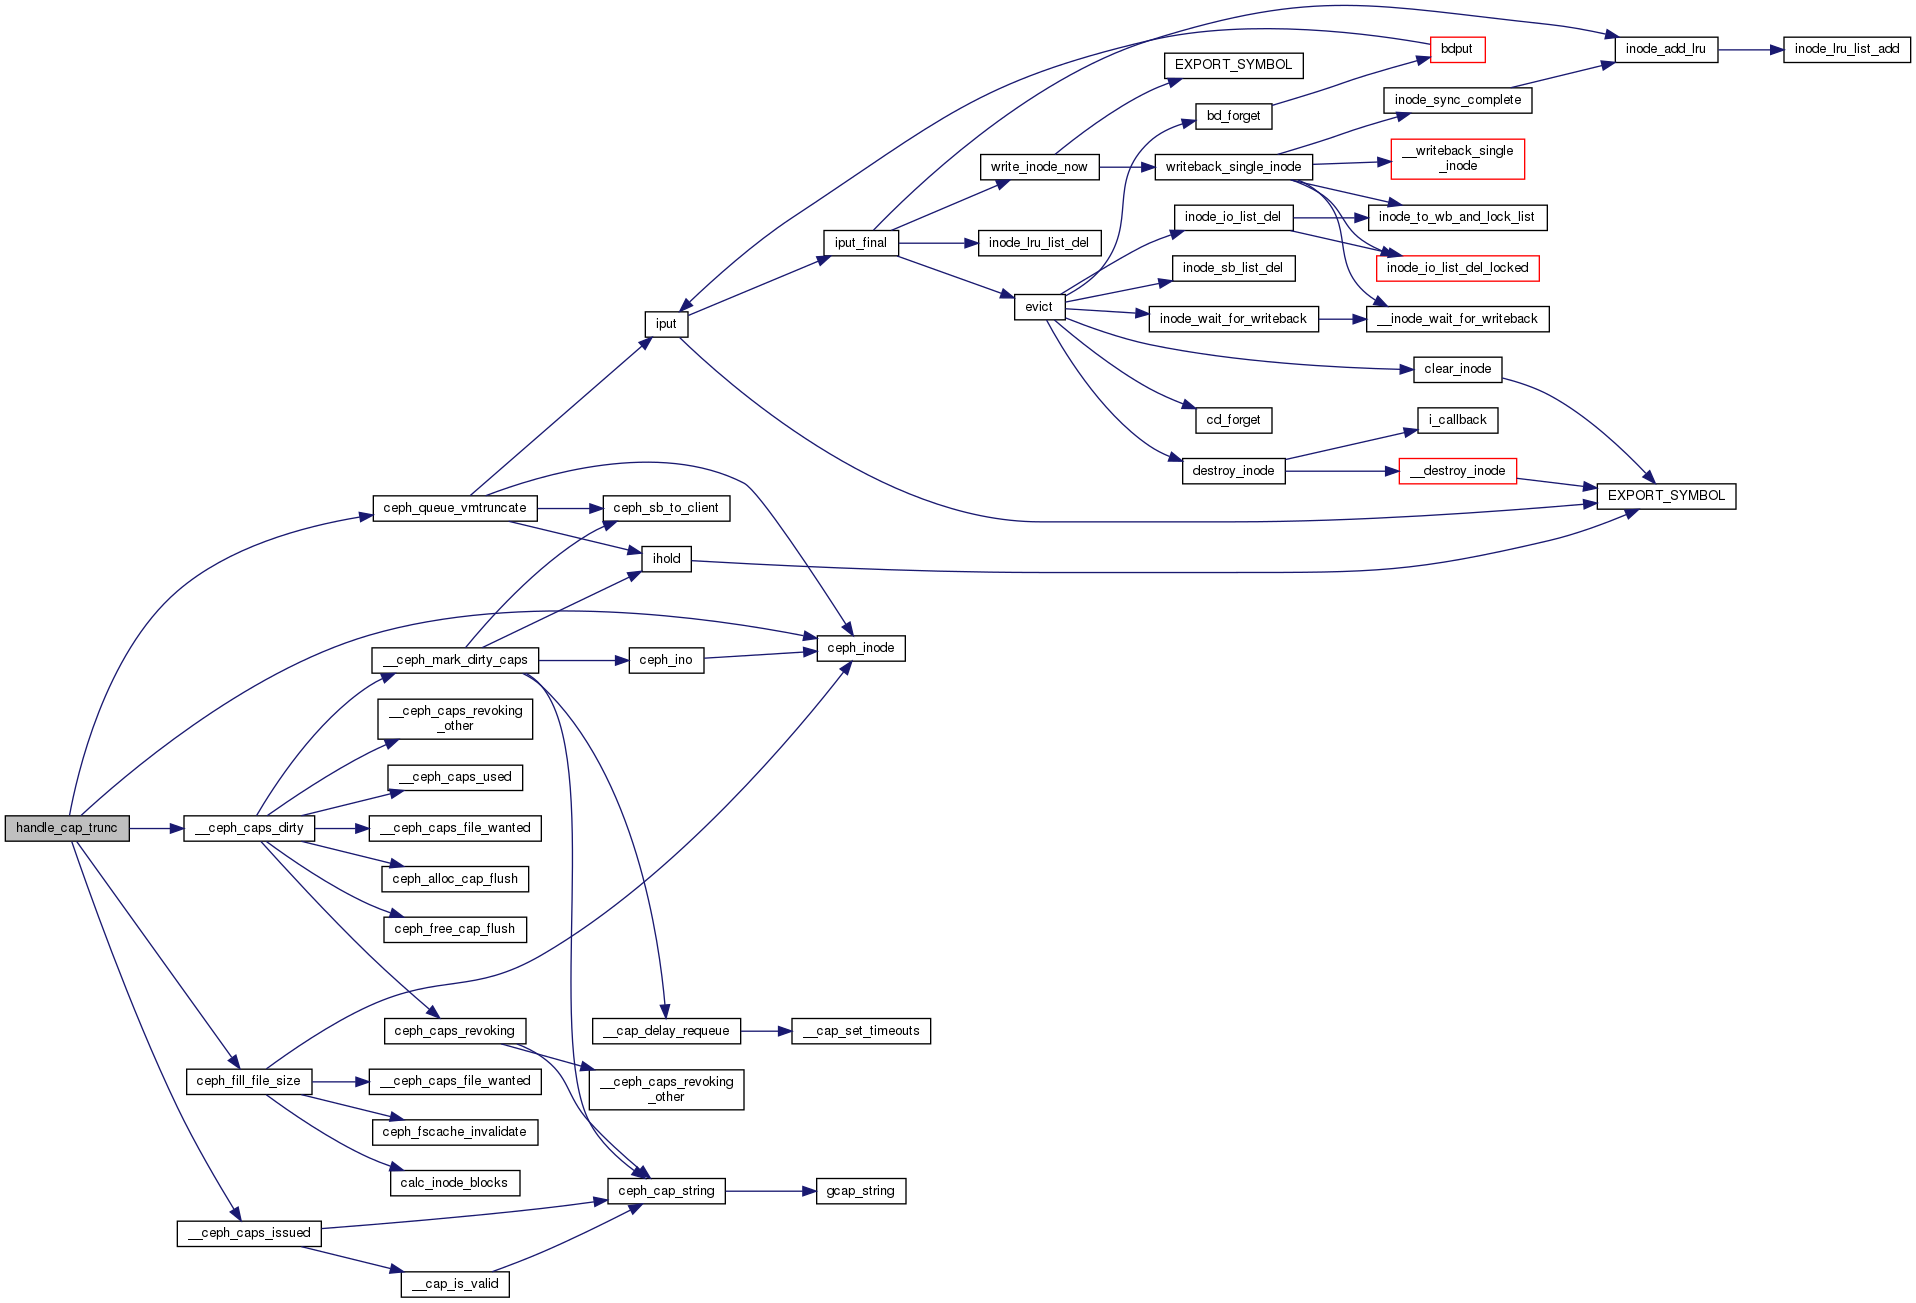 bdput
inode_add_lru
inode_lru_list_add
EXPORT_SYMBOL
inode_sync_complete
bd_forget
__writeback_single
_inode
write_inode_now
writeback_single_inode
inode_to_wb_and_lock_list
inode_io_list_del
iput_final
inode_lru_list_del
inode_sb_list_del
inode_io_list_del_locked
evict
inode_wait_for_writeback
__inode_wait_for_writeback
iput
clear_inode
cd_forget
i_callback
destroy_inode
__destroy_inode
EXPORT_SYMBOL
ceph_queue_vmtruncate
ceph_sb_to_client
ihold
ceph_inode
__ceph_mark_dirty_caps
ceph_ino
__ceph_caps_revoking
_other
__ceph_caps_used
handle_cap_trunc
__ceph_caps_dirty
__ceph_caps_file_wanted
ceph_alloc_cap_flush
ceph_free_cap_flush
ceph_caps_revoking
__cap_delay_requeue
__cap_set_timeouts
ceph_fill_file_size
__ceph_caps_file_wanted
__ceph_caps_revoking
_other
ceph_fscache_invalidate
calc_inode_blocks
ceph_cap_string
gcap_string
__ceph_caps_issued
__cap_is_valid